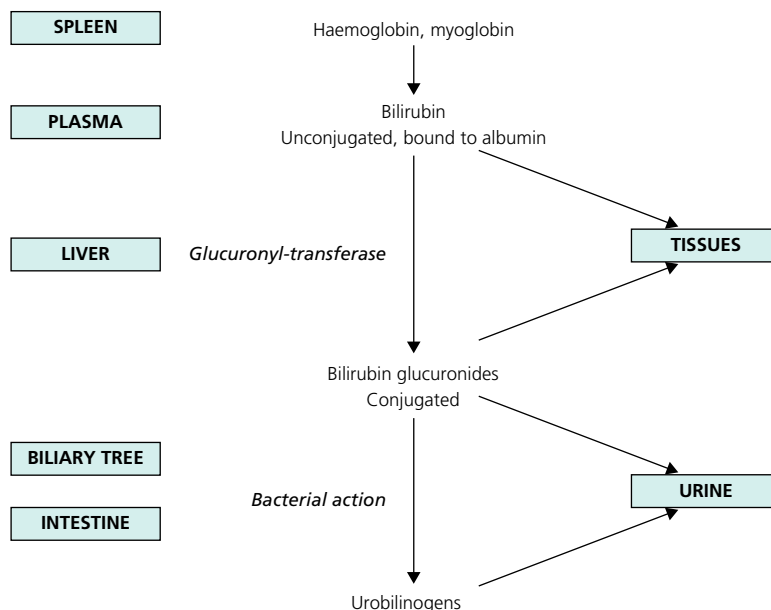 SPLEEN
Haemoglobin, myoglobin
PLASMA
Bilirubin
Unconjugated, bound to albumin
LIVER
Glucuronyl-transferase
TISSUES
Bilirubin glucuronides
Conjugated
BILIARY TREE
INTESTINE
Bacterial action
URINE
Urobilinogens